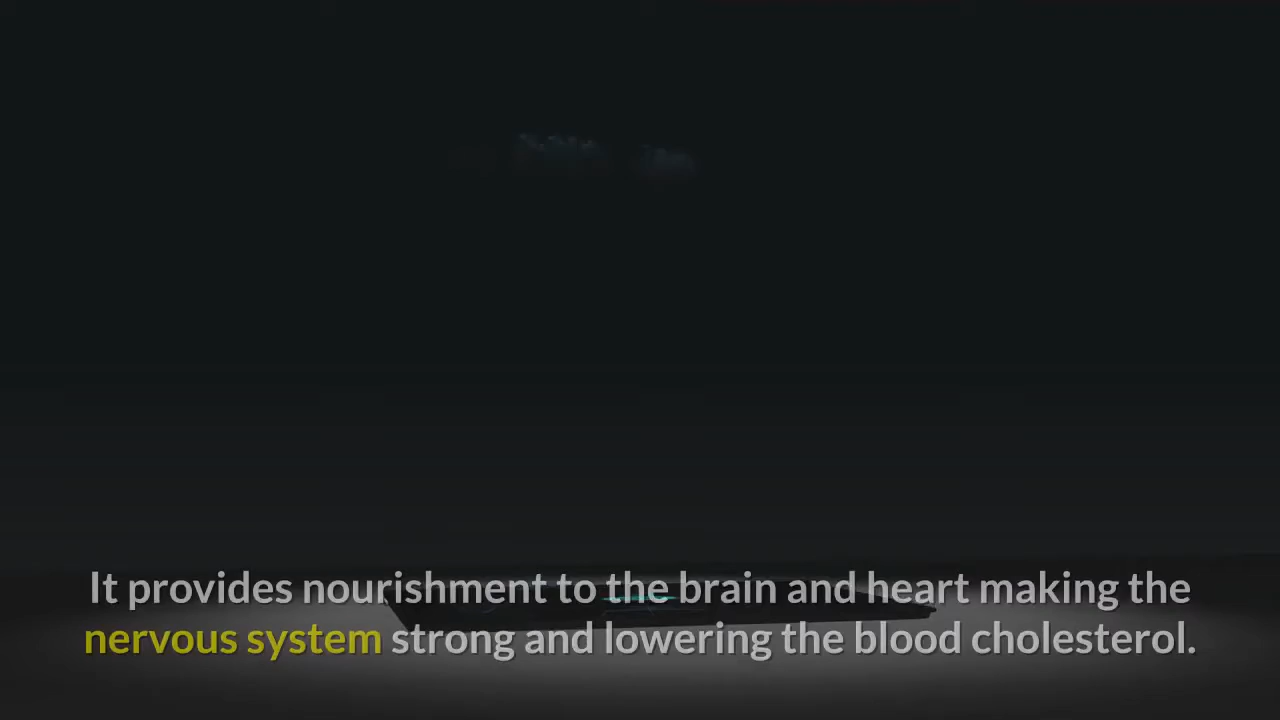 It provides nourishment to the brain and heart making the
nervous system strong and lowering the blood cholesterol.